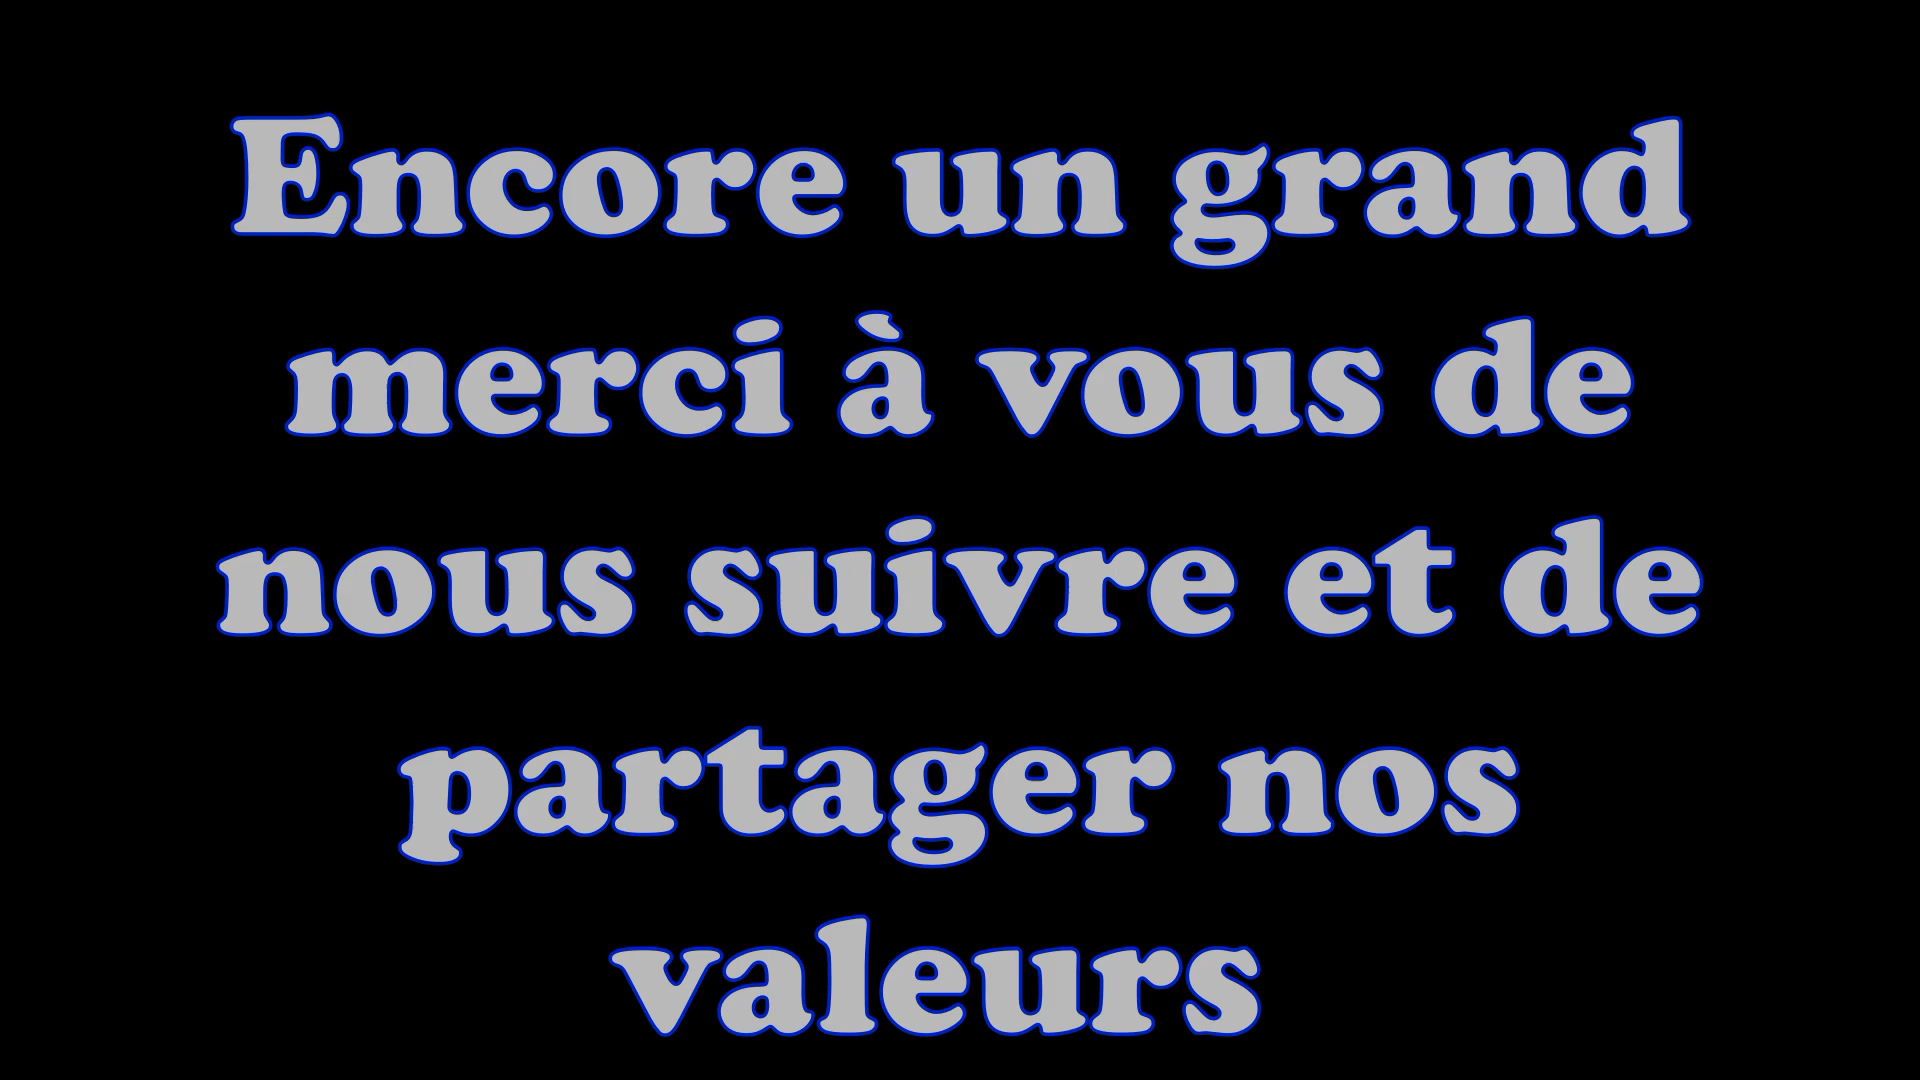 Encore un grand
merci à vous de
nous suivre et de
partager nos
valeurs